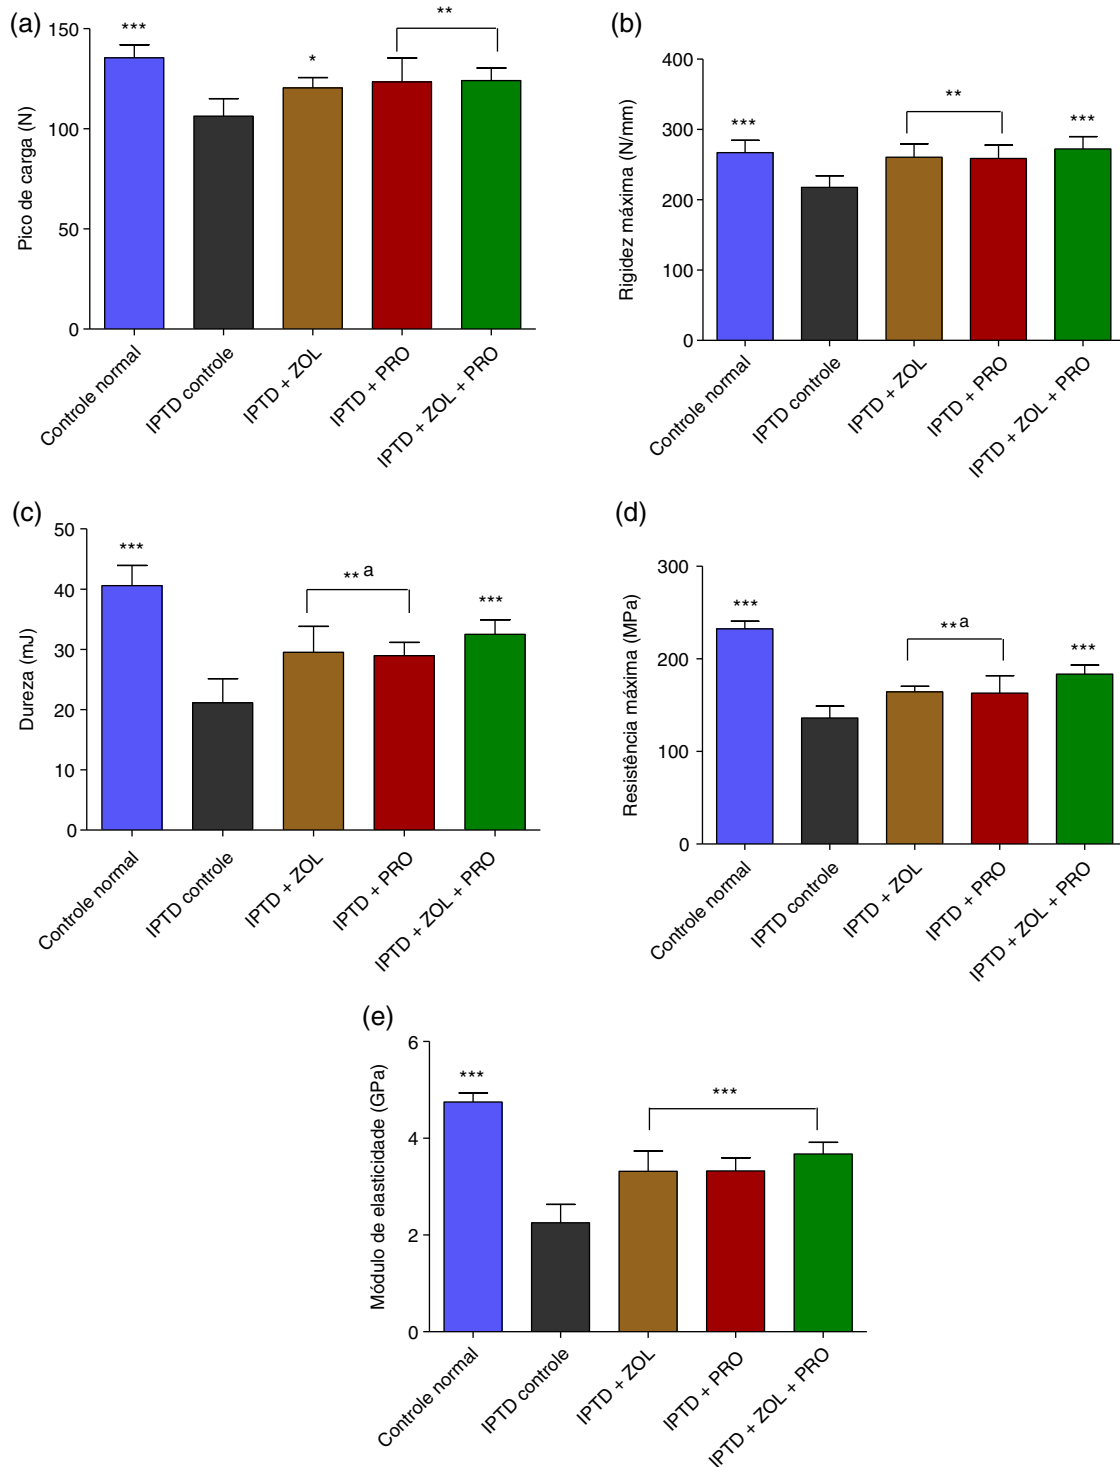 (a)
Pico de carga (N)
150
100
50
0
***
*
**
Controle normal
IPTD controle
IPTD + ZOL
IPTD + PRO
IPTD + ZOL + PRO
(b)
Rigidez máxima (N/mm)
400
300
200
100
0
***
**
***
Controle normal
IPTD controle
IPTD + ZOL
IPTD + PRO
IPTD + ZOL + PRO
(c)
Dureza (mJ)
50
40
30
20
10
0
***
**a
***
Controle normal
IPTD controle
IPTD + ZOL
IPTD + PRO
IPTD + ZOL + PRO
(d)
Resistência máxima (MPa)
300
200
100
0
***
**a
***
Controle normal
IPTD controle
IPTD + ZOL
IPTD + PRO
IPTD + ZOL + PRO
(e)
Módulo de elasticidade (GPa)
6
4
2
0
***
***
Controle normal
IPTD controle
IPTD + ZOL
IPTD + PRO
IPTD + ZOL + PRO